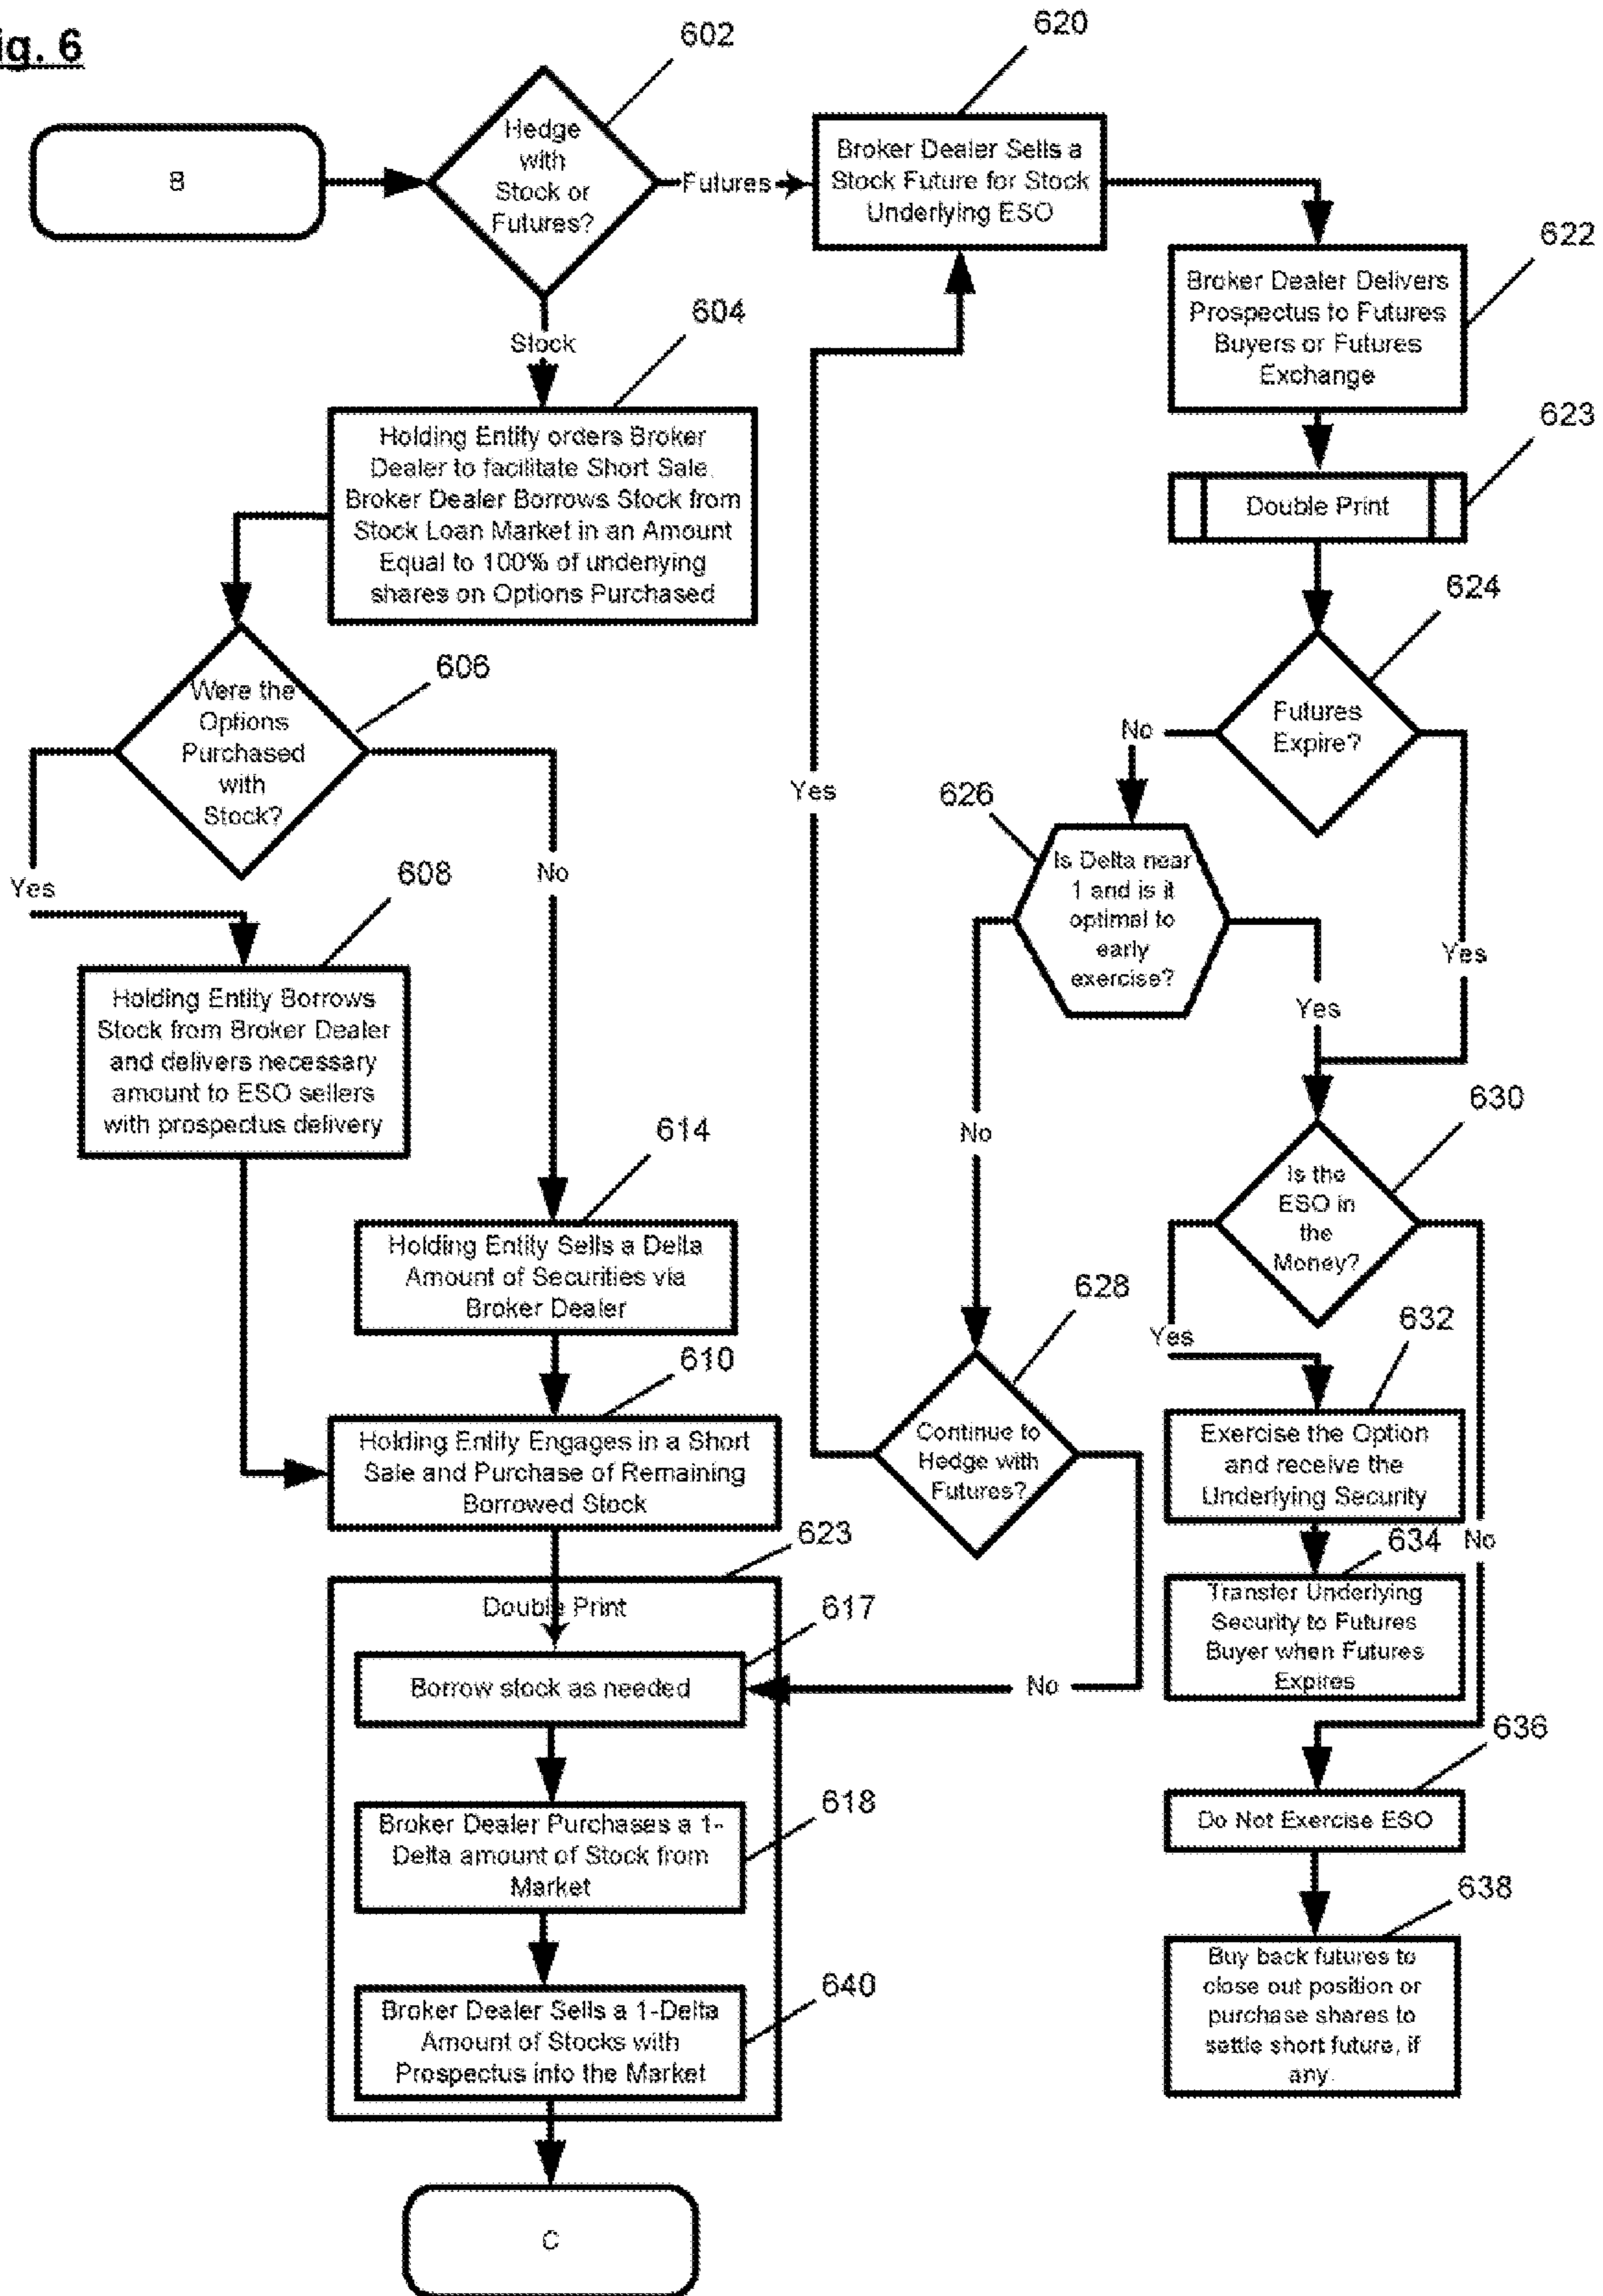 ig. 6
602
620
B
Hedge
with
Stock or
Futures?
Futures
Broker Dealer Sells a
Stock Future for Stock
Underlying ESO
622
Broker Dealer Delivers
Prospectus to Futures
Buyers or Futures
Exchange
604
Stock
Holding Entity orders Broker
Dealer to facilitate Short Sale.
Broker Dealer Borrows Stock from
Stock Loan Market in an Amount
Equal to 100% of underlying
shares on Options Purchased
623
Double Print
624
Futures
Expire?
No
Yes
606
Were the
Options
Purchased
with
Stock?
Yes
No
608
Holding Entity Borrows
Stock from Broker Dealer
and delivers necessary
amount to ESO sellers
with prospectus delivery
Yes
626
Is Delta near
1 and is it
optimal to
early
exercise?
Yes
No
614
Holding Entity Sells a Delta
Amount of Securities via
Broker Dealer
630
Is the
ESO in
the
Money?
Yes
No
628
Continue to
Hedge with
Futures?
No
632
Exercise the Option
and receive the
Underlying Security
610
Holding Entity Engages in a Short
Sale and Purchase of Remaining
Borrowed Stock
634
Transfer Underlying
Security to Futures
Buyer when Futures
Expires
623
Double Print
617
Borrow stock as needed
618
Broker Dealer Purchases a 1-
Delta amount of Stock from
Market
640
Broker Dealer Sells a 1-Delta
Amount of Stocks with
Prospectus into the Market
636
Do Not Exercise ESO
638
Buy back futures to
close out position or
purchase shares to
settle short future, if
any.
C